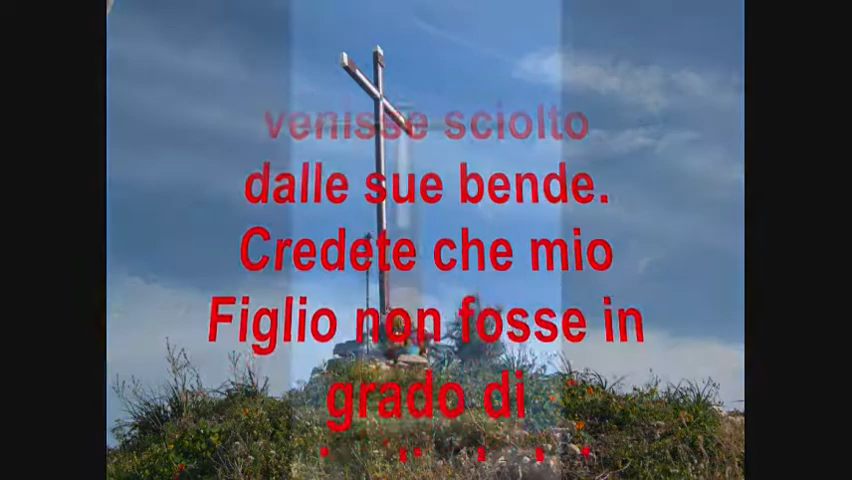 venisse sciolto
dalle sue bende.
Credete che mio
Figlio non fosse in
grado di